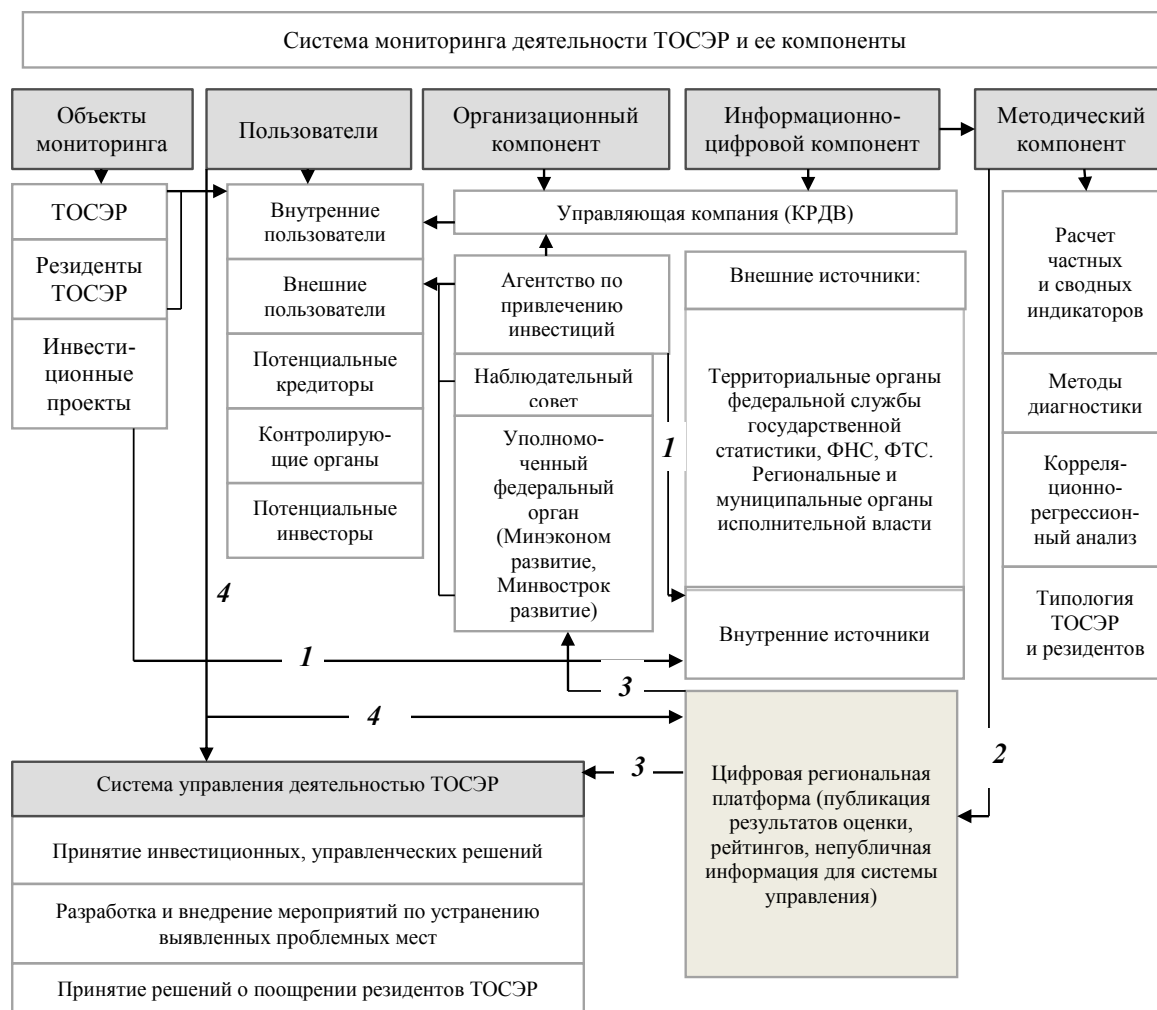 Система мониторинга деятельности ТОСЭР и ее компоненты
Объекты
мониторинга
Пользователи
Организационный
компонент
Информационно-
цифровой компонент
Методический
компонент
ТОСЭР
Резиденты
ТОСЭР
Инвести-
ционные
проекты
Внутренние
пользователи
Внешние
пользователи
Потенциальные
кредиторы
Контролирую-
щие органы
Потенциальные
инвесторы
Управляющая компания (КРДВ)
Агентство по
привлечению
инвестиций
Наблюдательный
совет
Уполномо-
ченный
федеральный
орган
(Минэконом
развитие,
Минвосток
развитие)
Внешние источники:
Территориальные органы
федеральной службы
государственной
статистики, ФНС, ФТС.
Региональные и
муниципальные органы
исполнительной власти
Внутренние источники
Расчет
частных
и сводных
индикаторов
Методы
диагностики
Корреля-
ционно-
регрессион-
ный анализ
Типология
ТОСЭР
и резидентов
1
4
1
3
4
2
3
Система управления деятельностью ТОСЭР
Принятие инвестиционных, управленческих решений
Разработка и внедрение мероприятий по устранению
выявленных проблемных мест
Принятие решений о поощрении резидентов ТОСЭР
Цифровая региональная
платформа (публикация
результатов оценки,
рейтингов, непубличная
информация для системы
управления)